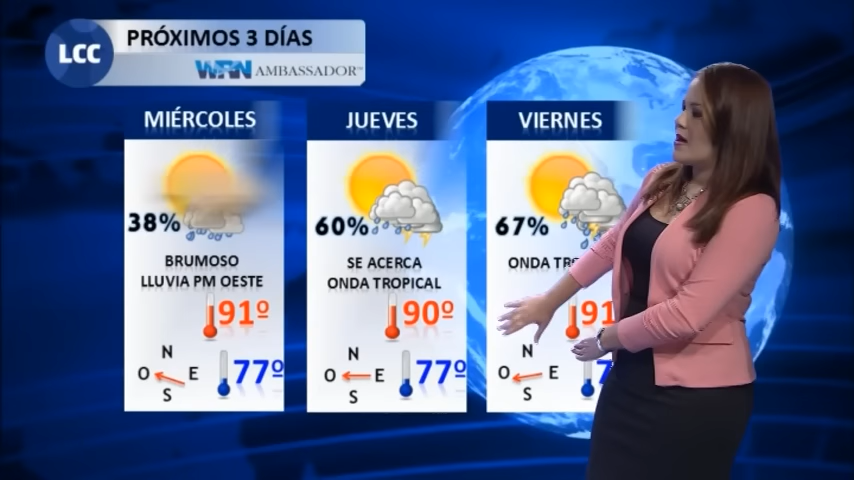 LCC
PRÓXIMOS 3 DÍAS
WRN AMBASSADOR
MIÉRCOLES
38%
BRUMOSO
LLUVIA PM OESTE
91º
N
O E
S
77º
JUEVES
60%
SE ACERCA
ONDA TROPICAL
90º
N
O E
S
77º
VIERNES
67%
ONDA
91
N
O E
S
7